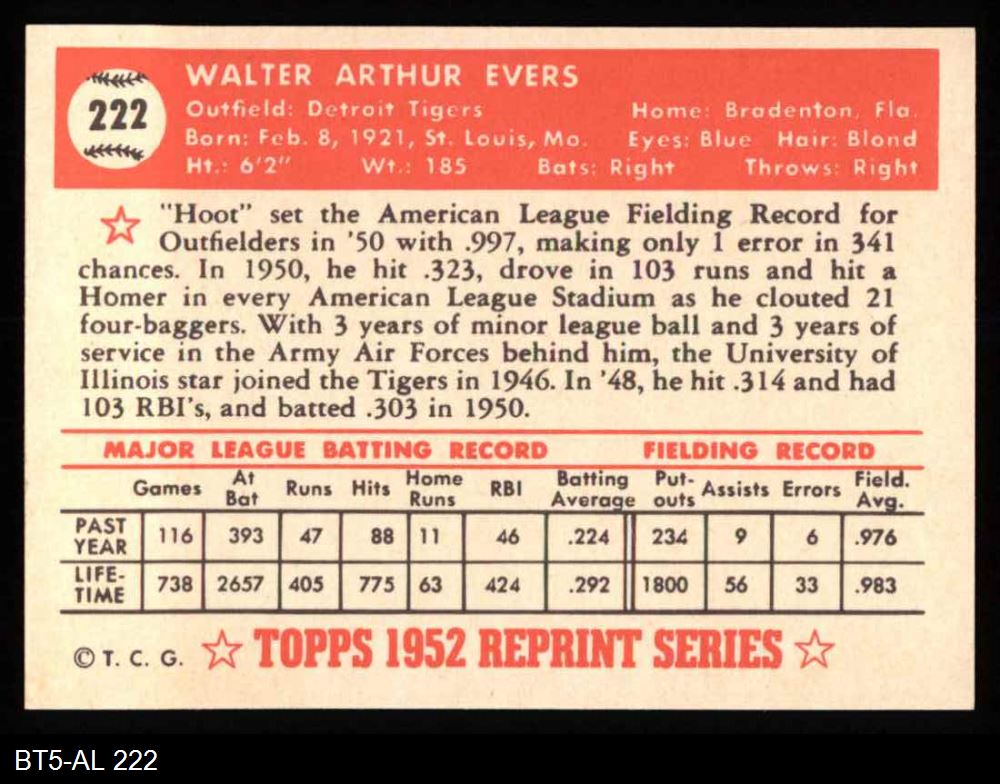 222
WALTER ARTHUR EVERS
Outfield: Detroit Tigers Home: Bradenton, Fla.
Born: Feb. 8, 1921, St. Louis, Mo. Eyes: Blue Hair: Blond
Ht.: 6'2" Wt.: 185 Bats: Right Throws: Right
"Hoot" set the American League Fielding Record for
Outfielders in '50 with .997, making only 1 error in 341
chances. In 1950, he hit .323, drove in 103 runs and hit a
Homer in every American League Stadium as he clouted 21
four-baggers. With 3 years of minor league ball and 3 years of
service in the Army Air Forces behind him, the University of
Illinois star joined the Tigers in 1946. In '48, he hit .314 and had
103 RBI's, and batted .303 in 1950.
MAJOR LEAGUE BATTING RECORD FIELDING RECORD
Games At Bat Runs Hits Home Runs RBI Batting Average Put-outs Assists Errors Field. Avg.
PAST YEAR 116 393 47 88 11 46 .224 234 9 6 .976
LIFE-TIME 738 2657 405 775 63 424 .292 1800 56 33 .983
© T. C. G. TOPPS 1952 REPRINT SERIES
BT5-AL 222